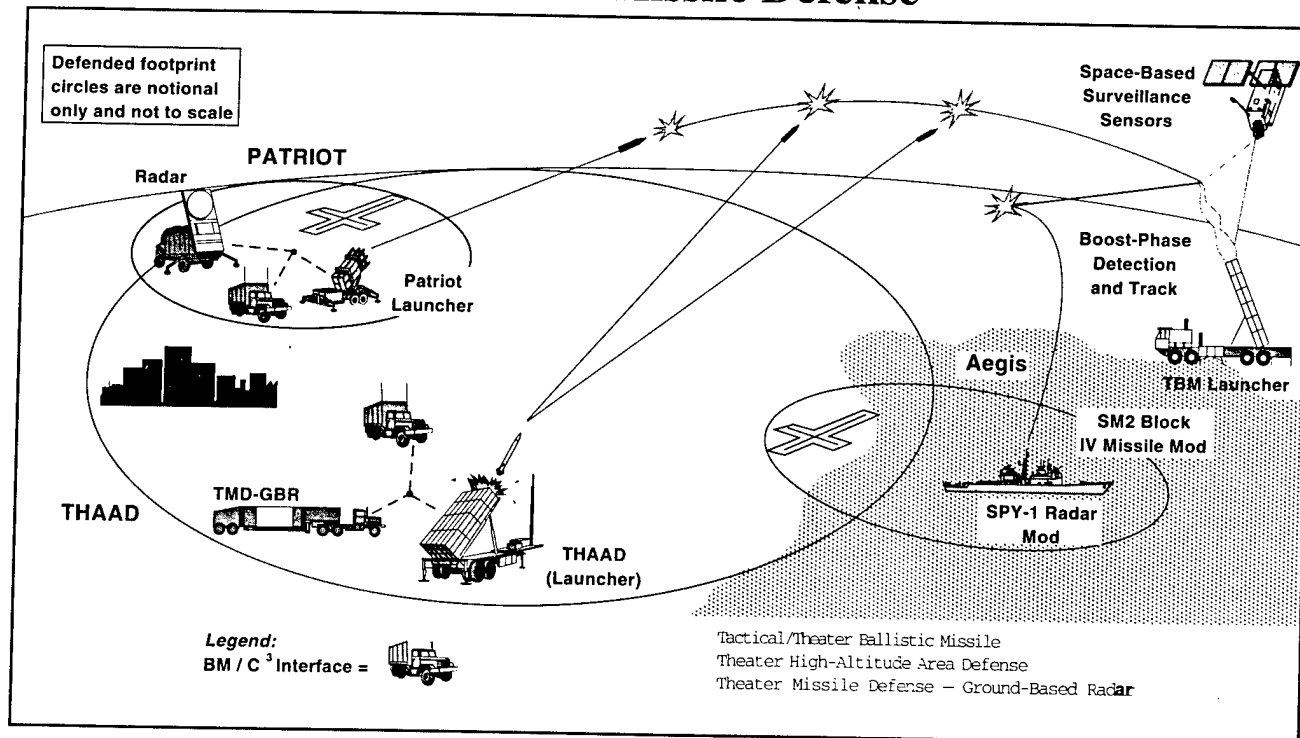 Missile Defense
Defended footprint
circles are notional
only and not to scale
Space-Based
Surveillance
Sensors
PATRIOT
Radar
Patriot
Launcher
Boost-Phase
Detection
and Track
TBM Launcher
Aegis
SM2 Block
IV Missile Mod
SPY-1 Radar
Mod
THAAD
TMD-GBR
THAAD
(Launcher)
Legend:
BM / C³ Interface =
Tactical/Theater Ballistic Missile
Theater High-Altitude Area Defense
Theater Missile Defense — Ground-Based Radar